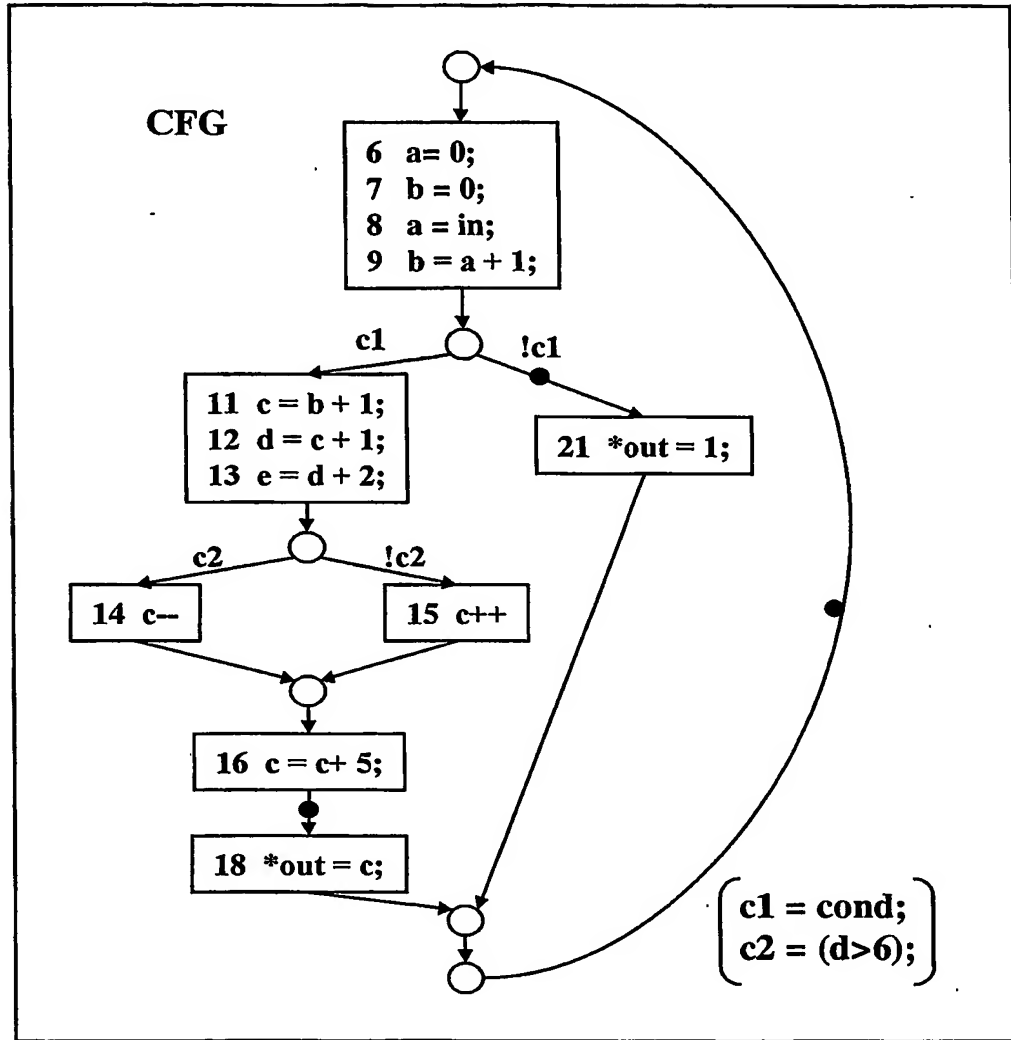 CFG
6 a= 0;
7 b = 0;
8 a = in;
9 b = a + 1;
c1
!c1
11 c = b + 1;
12 d = c + 1;
13 e = d + 2;
21 *out = 1;
c2
!c2
14 c--
15 c++
16 c = c+ 5;
18 *out = c;
c1 = cond;
c2 = (d>6);